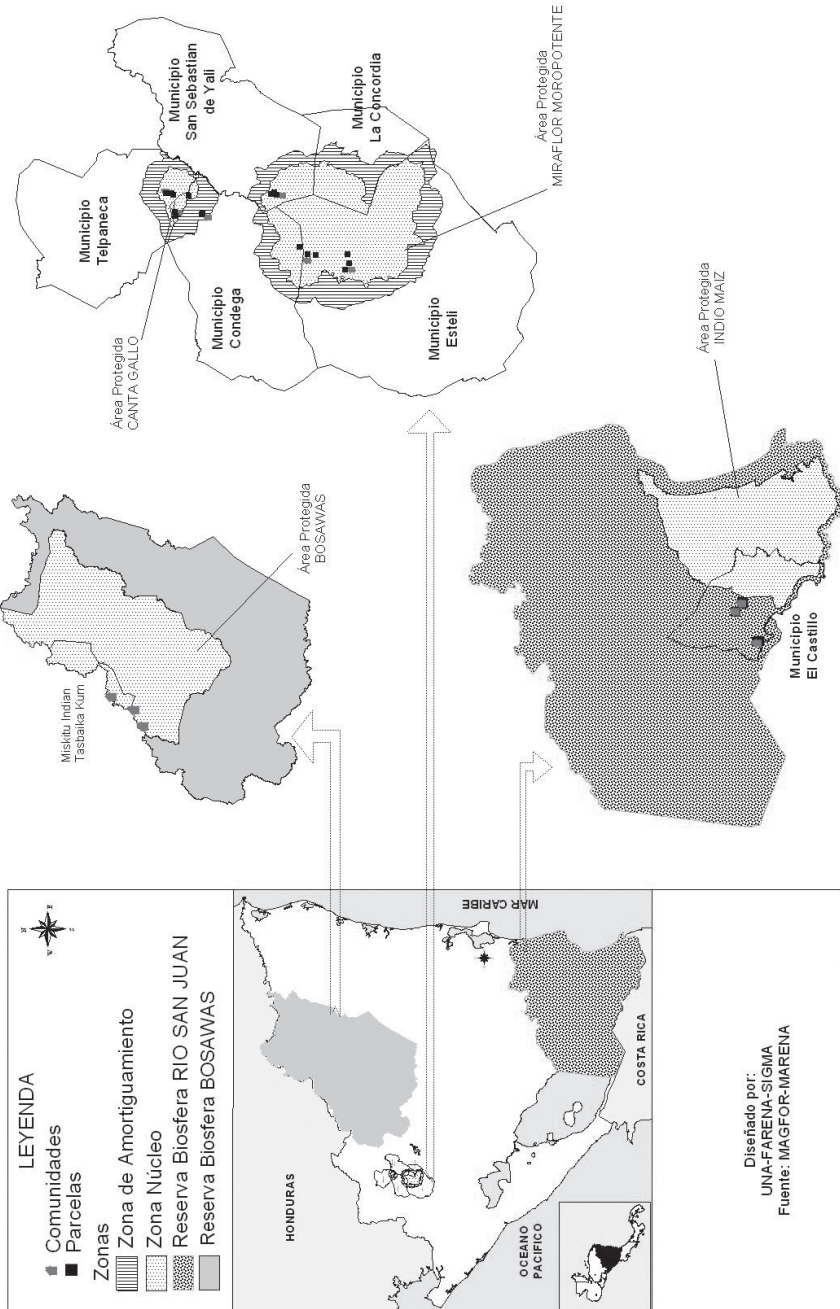 LEYENDA
Comunidades
Parcelas
Zonas
Zona de Amortiguamiento
Zona Núcleo
Reserva Biosfera RIO SAN JUAN
Reserva Biosfera BOSAWAS
HONDURAS
MAR CARIBE
OCEANO
PACIFICO
COSTA RICA
Diseñado por:
UNA-FARENA-SIGMA
Fuente: MAGFOR-MARENA
Miskitu Indian
Tasbaika Kum
Área Protegida
BOSAWAS
Área Protegida
CANTA GALLO
Municipio
Telpaneca
Municipio
San Sebastian
de Yali
Municipio
Condega
Municipio
La Concordia
Municipio
Esteli
Área Protegida
MIRAFLOR MOROPOTENTE
Municipio
El Castillo
Área Protegida
INDIO MAIZ